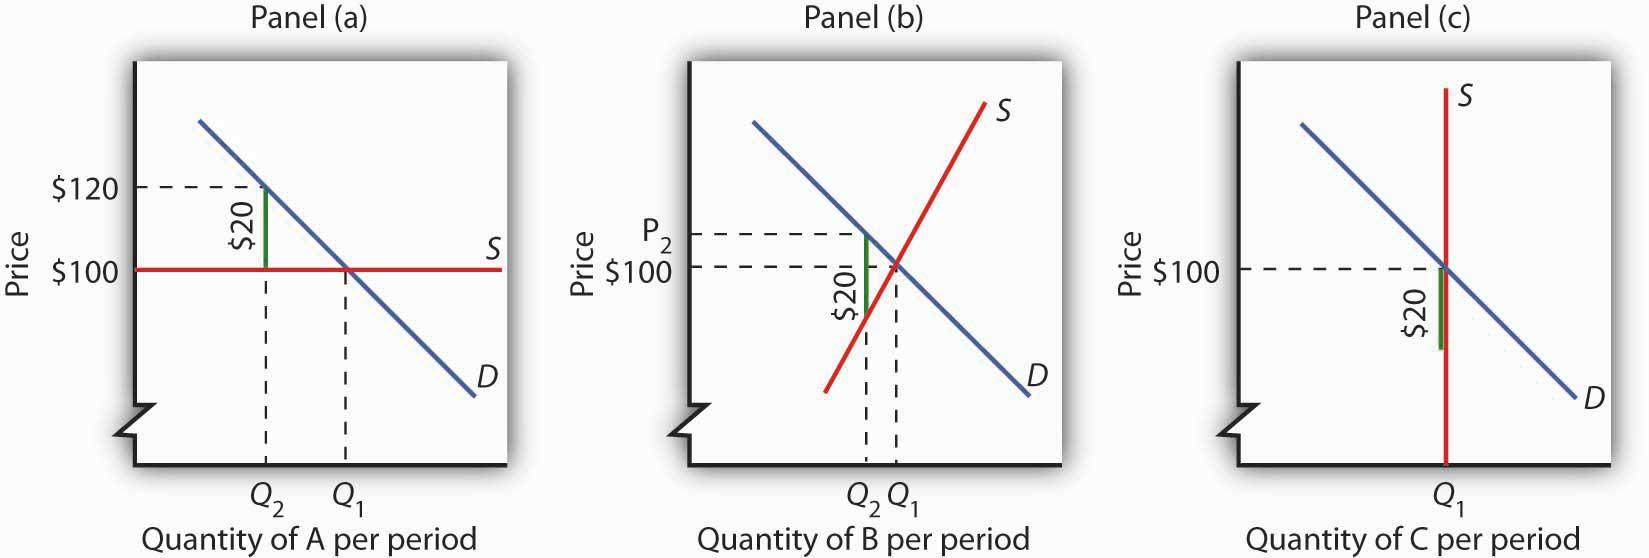 Panel (a)
$120
$100
$20
S
D
Price
Q2 Q1
Quantity of A per period
Panel (b)
P2
$100
$20
S
D
Price
Q2 Q1
Quantity of B per period
Panel (c)
$100
$20
S
D
Price
Q1
Quantity of C per period